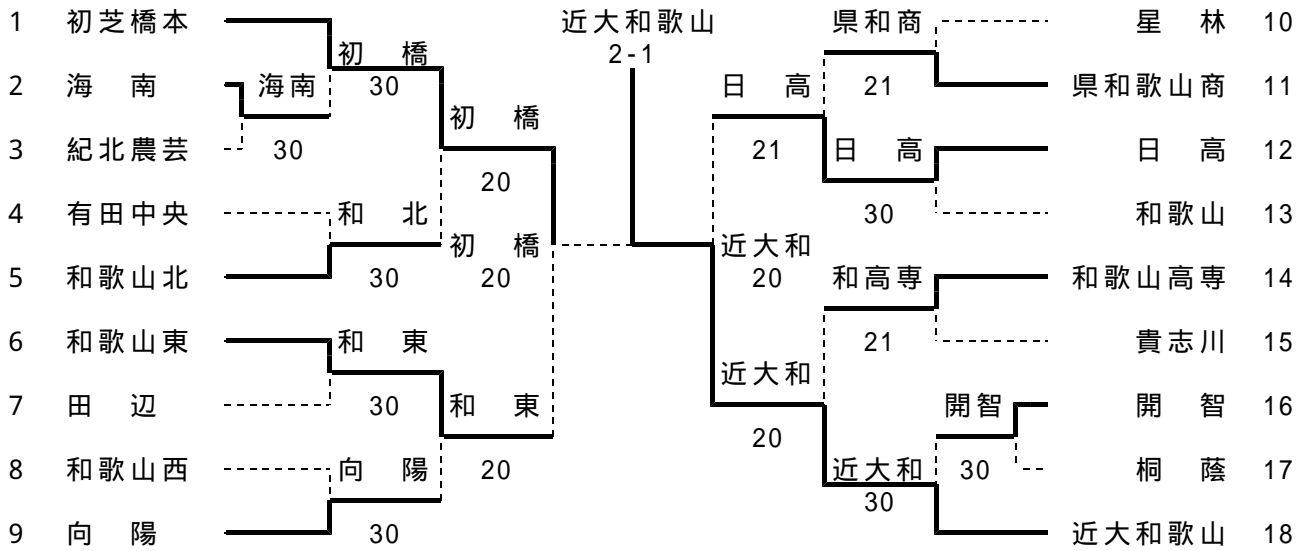 1 初芝橋本
2 海　南
3 紀北農芸
4 有田中央
5 和歌山北
6 和歌山東
7 田　辺
8 和歌山西
9 向　陽
海南
30
初　橋
30
和　北
30
和　東
30
向　陽
30
初　橋
20
和　東
20
初　橋
20
近大和歌山
2-1
近大和
20
日　高
21
近大和
20
県和商
21
日　高
30
和高専
21
近大和
30
開智
30
星　林 10
県和歌山商 11
日　高 12
和歌山 13
和歌山高専 14
貴志川 15
開　智 16
桐　蔭 17
近大和歌山 18